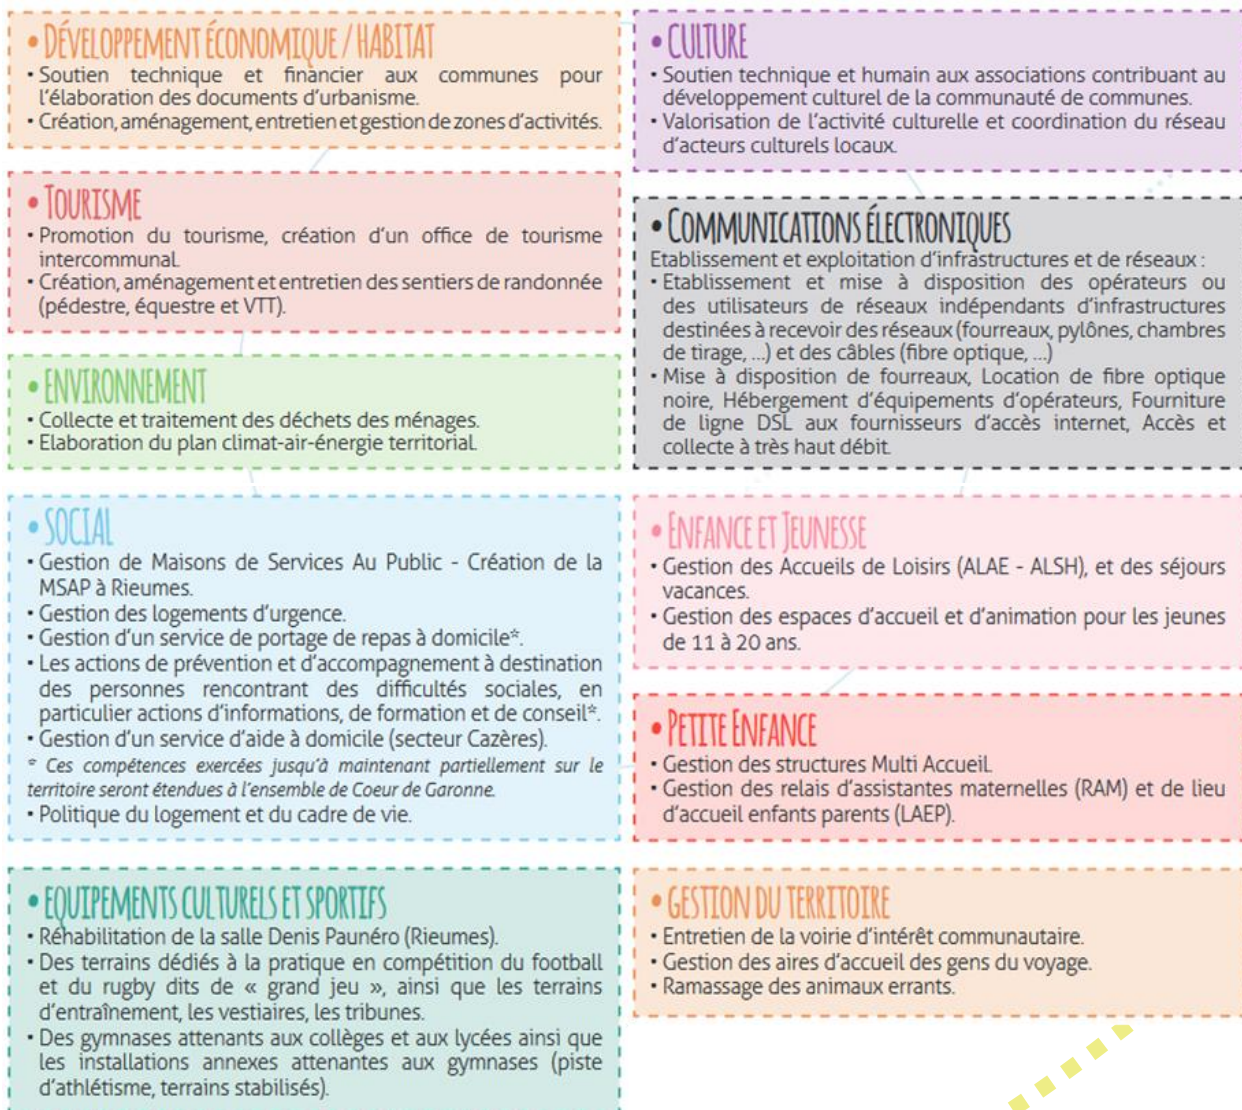 • DÉVELOPPEMENT ÉCONOMIQUE / HABITAT
• Soutien technique et financier aux communes pour
l'élaboration des documents d'urbanisme.
• Création, aménagement, entretien et gestion de zones d'activités.
• TOURISME
• Promotion du tourisme, création d'un office de tourisme
intercommunal.
• Création, aménagement et entretien des sentiers de randonnée
(pédestre, équestre et VTT).
• ENVIRONNEMENT
• Collecte et traitement des déchets des ménages.
• Elaboration du plan climat-air-énergie territorial.
• SOCIAL
• Gestion de Maisons de Services Au Public - Création de la
MSAP à Rieumes.
• Gestion des logements d'urgence.
• Gestion d'un service de portage de repas à domicile*.
• Les actions de prévention et d'accompagnement à destination
des personnes rencontrant des difficultés sociales, en
particulier actions d'informations, de formation et de conseil*.
• Gestion d'un service d'aide à domicile (secteur Cazères).
* Ces compétences exercées jusqu'à maintenant partiellement sur le
territoire seront étendues à l'ensemble de Coeur de Garonne.
• Politique du logement et du cadre de vie.
• EQUIPEMENTS CULTURELS ET SPORTIFS
• Réhabilitation de la salle Denis Paunéro (Rieumes).
• Des terrains dédiés à la pratique en compétition du football
et du rugby dits de « grand jeu », ainsi que les terrains
d'entraînement, les vestiaires, les tribunes.
• Des gymnases attenants aux collèges et aux lycées ainsi que
les installations annexes attenantes aux gymnases (piste
d'athlétisme, terrains stabilisés).
• CULTURE
• Soutien technique et humain aux associations contribuant au
développement culturel de la communauté de communes.
• Valorisation de l'activité culturelle et coordination du réseau
d'acteurs culturels locaux.
• COMMUNICATIONS ÉLECTRONIQUES
Etablissement et exploitation d'infrastructures et de réseaux :
• Etablissement et mise à disposition des opérateurs ou
des utilisateurs de réseaux indépendants d'infrastructures
destinées à recevoir des réseaux (fourreaux, pylônes, chambres
de tirage, ...) et des câbles (fibre optique, ...)
• Mise à disposition de fourreaux, Location de fibre optique
noire, Hébergement d'équipements d'opérateurs, Fourniture
de ligne DSL aux fournisseurs d'accès internet, Accès et
collecte à très haut débit.
• ENFANCE ET JEUNESSE
• Gestion des Accueils de Loisirs (ALAE - ALSH), et des séjours
vacances.
• Gestion des espaces d'accueil et d'animation pour les jeunes
de 11 à 20 ans.
• PETITE ENFANCE
• Gestion des structures Multi Accueil.
• Gestion des relais d'assistantes maternelles (RAM) et de lieu
d'accueil enfants parents (LAEP).
• GESTION DU TERRITOIRE
• Entretien de la voirie d'intérêt communautaire.
• Gestion des aires d'accueil des gens du voyage.
• Ramassage des animaux errants.